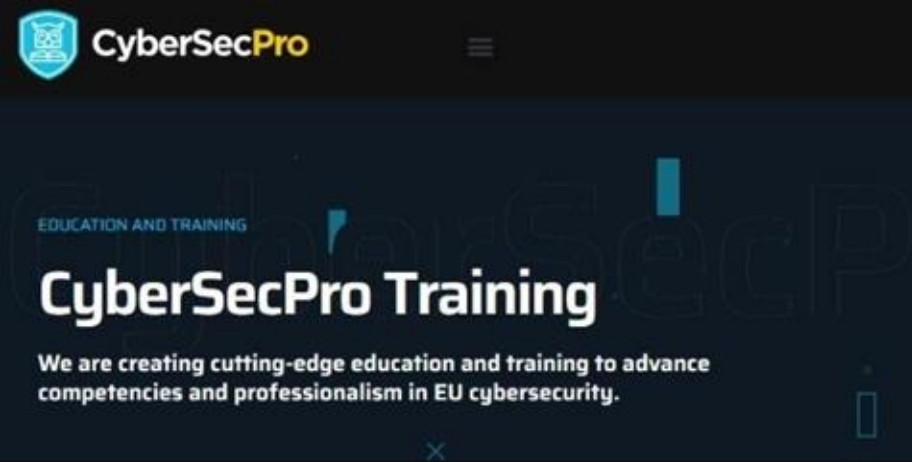 CyberSecPro
EDUCATION AND TRAINING
CyberSecPro Training
We are creating cutting-edge education and training to advance
competencies and professionalism in EU cybersecurity.
CyberSecP